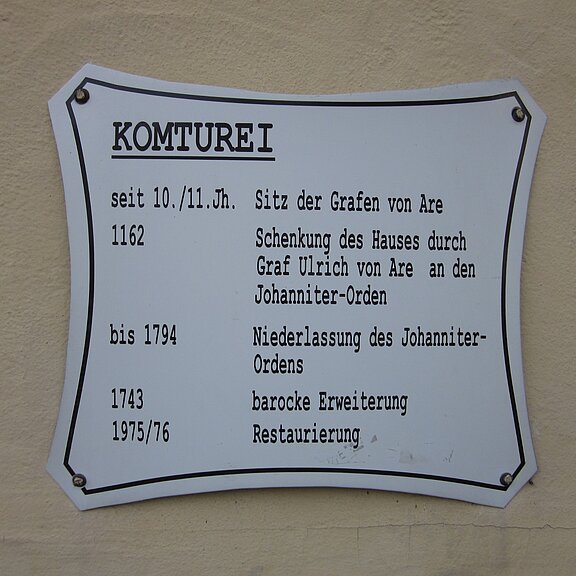 KOMTUREI
seit 10./11.Jh. Sitz der Grafen von Are
1162 Schenkung des Hauses durch
Graf Ulrich von Are an den
Johanniter-Orden
bis 1794 Niederlassung des Johanniter-
Ordens
1743 barocke Erweiterung
1975/76 Restaurierung